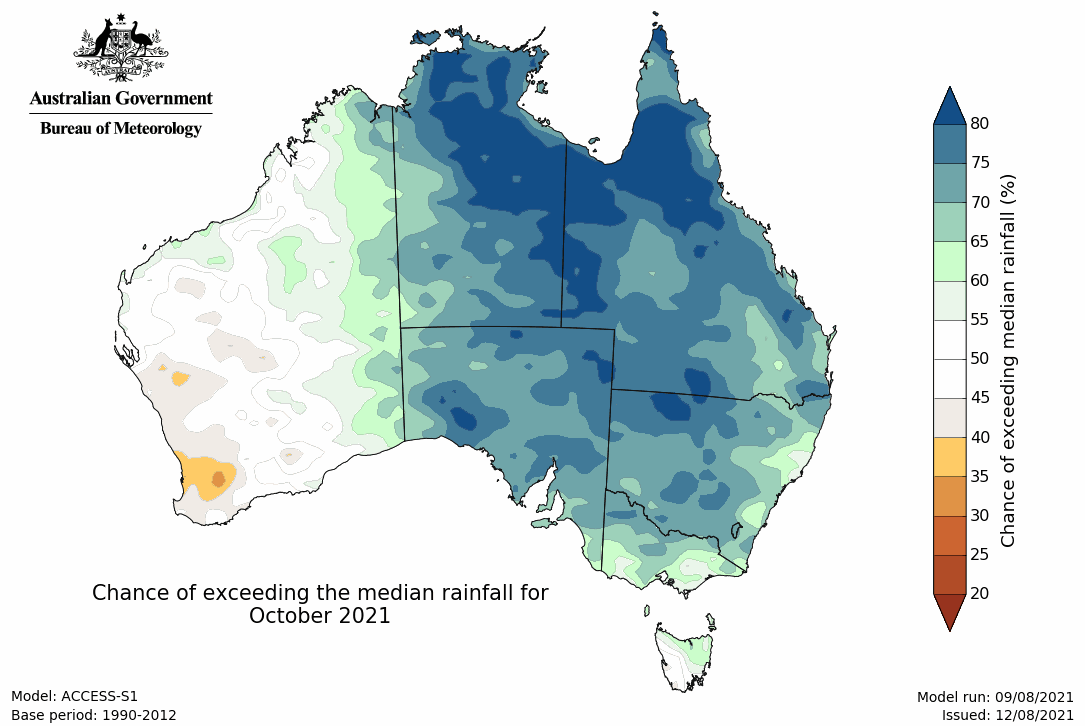 Australian Government
Bureau of Meteorology
80
75
70
65
60
55
50
45
40
35
30
25
20
Chance of exceeding median rainfall (%)
Chance of exceeding the median rainfall for
October 2021
Model: ACCESS-S1
Base period: 1990-2012
Model run: 09/08/2021
Issued: 12/08/2021